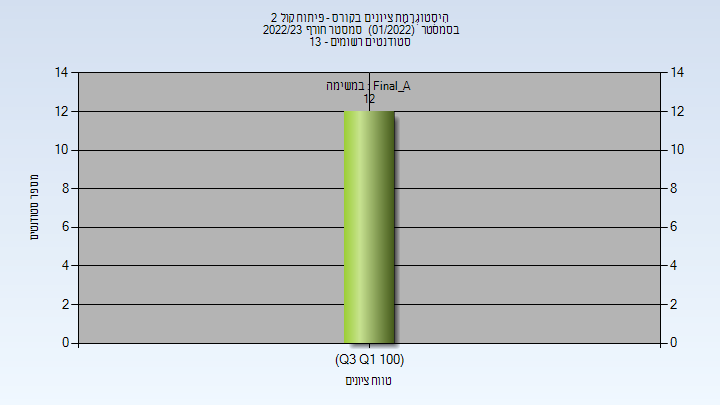 היסטוגרמת ציונים בקורס - פיתוח קול 2
בסמסטר (01/2022) סמסטר חורף 2022/23
סטודנטים רשומים - 13
במשימה : Final_A
12
14 14
12 12
10 10
8 8
6 6
4 4
2 2
0 0
מספר סטודנטים
(Q3 Q1 100)
טווח ציונים